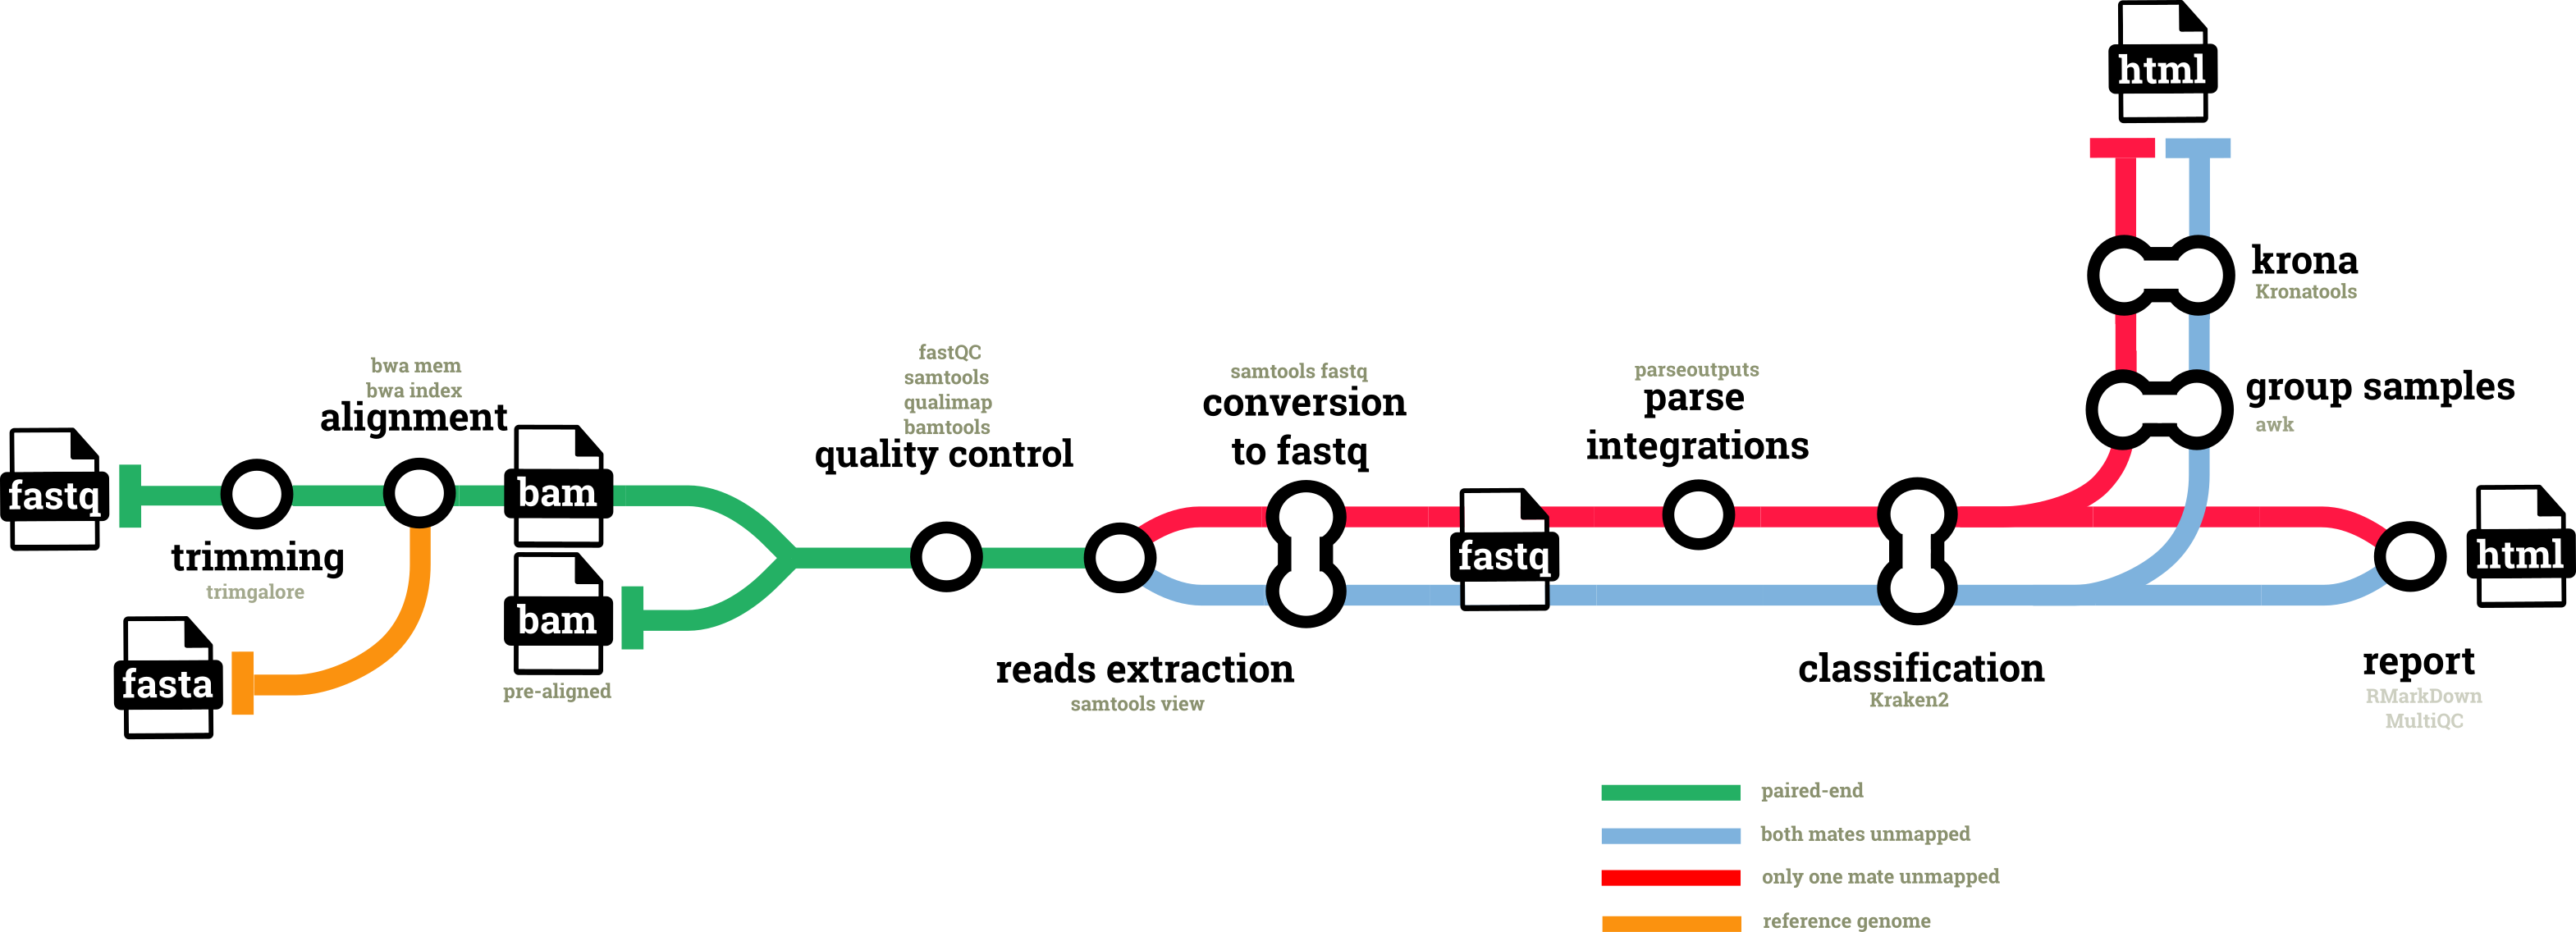 html
krona
Kronatools
group samples
awk
fastq
trimming
trimgalore
fasta
bwa mem
bwa index
alignment
bam
bam
pre-aligned
fastQC
samtools
qualimap
bamtools
quality control
reads extraction
samtools view
samtools fastq
conversion
to fastq
fastq
parseoutputs
parse
integrations
classification
Kraken2
html
report
RMarkDown
MultiQC
paired-end
both mates unmapped
only one mate unmapped
reference genome